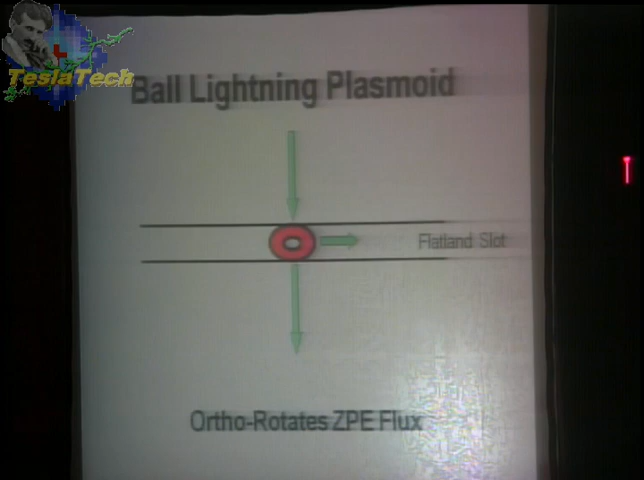 TeslaTech
Ball Lightning Plasmoid
Flatland Slot
Ortho-Rotates ZPE Flux